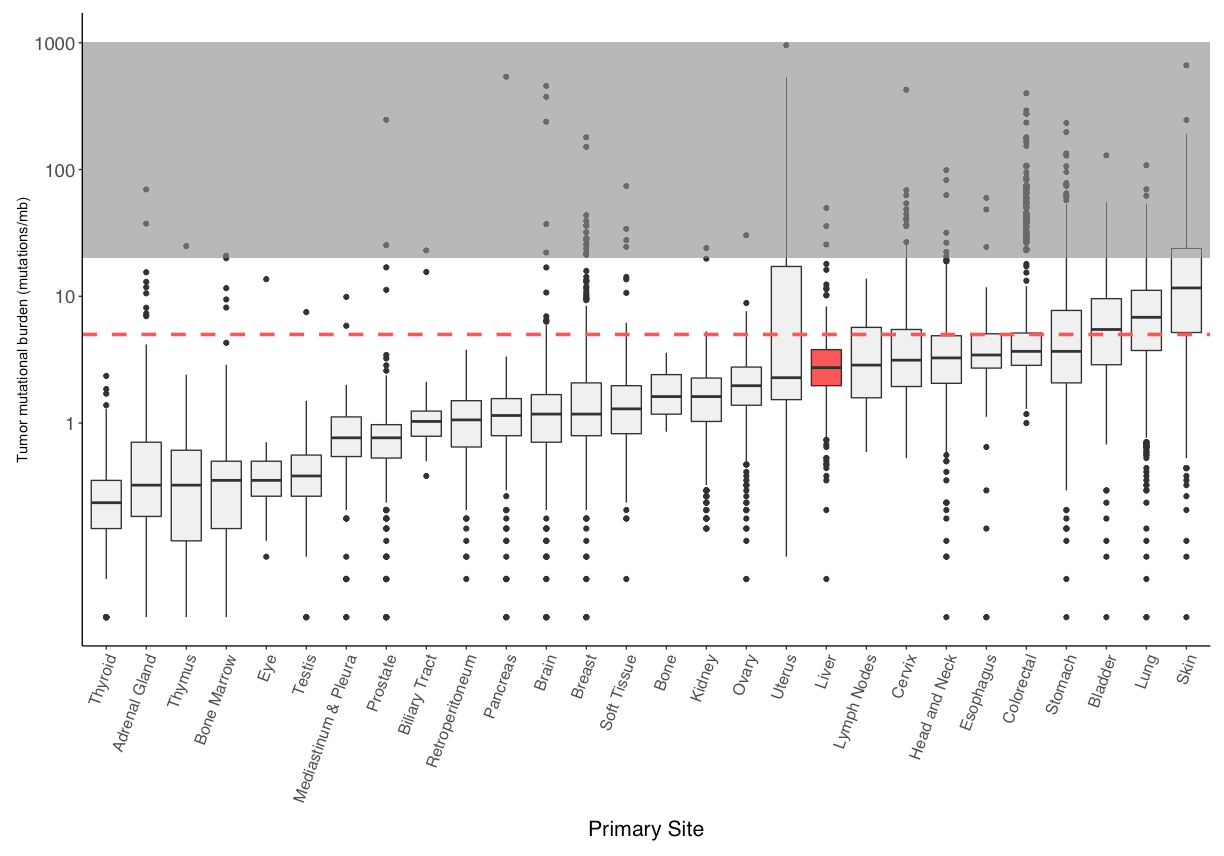 Tumor mutational burden (mutations/mb)
1000
100
10
1
Thyroid
Adrenal Gland
Thymus
Bone Marrow
Eye
Testis
Mediastinum & Pleura
Prostate
Biliary Tract
Retroperitoneum
Pancreas
Brain
Breast
Soft Tissue
Bone
Kidney
Ovary
Uterus
Liver
Lymph Nodes
Cervix
Head and Neck
Esophagus
Colorectal
Stomach
Bladder
Lung
Skin
Primary Site